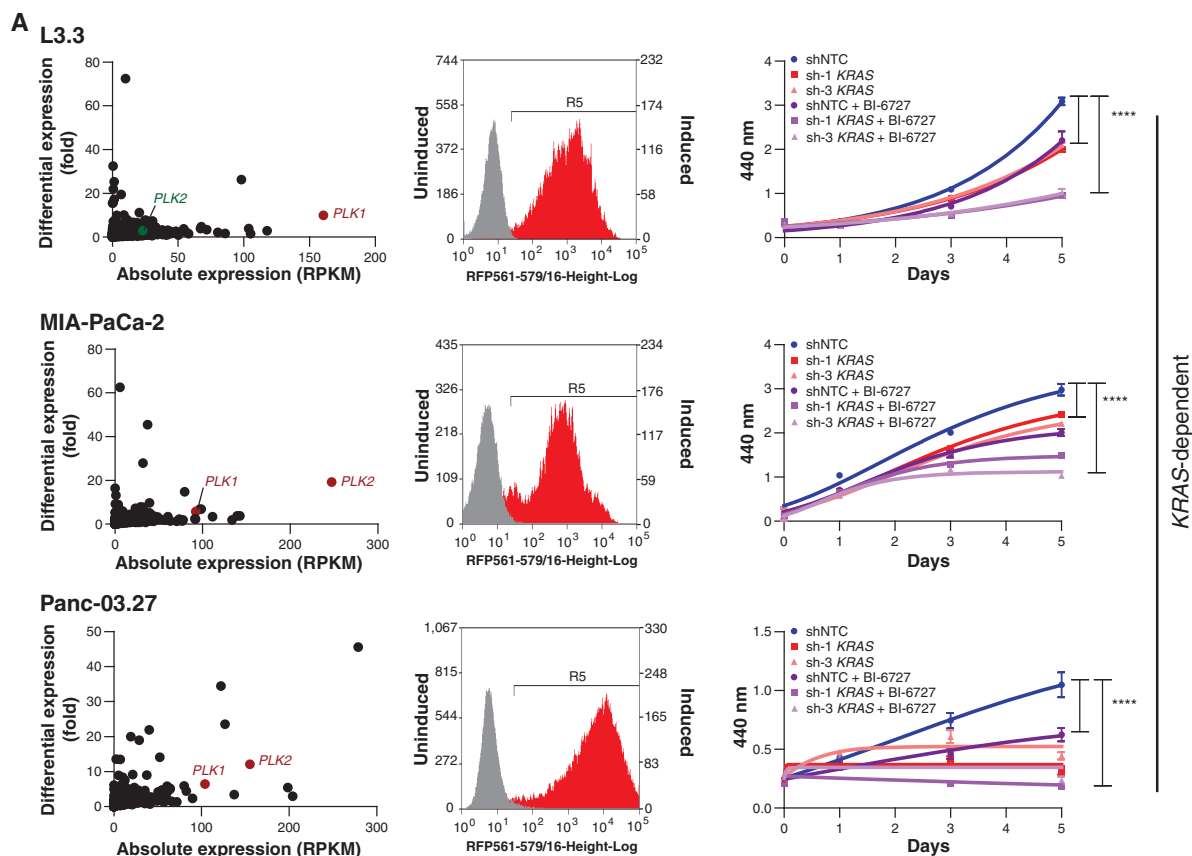 A
L3.3
Differential expression
(fold)
80
60
40
20
0
PLK2
PLK1
0
50
100
150
200
Absolute expression (RPKM)
Uninduced
744
558
372
186
0
R5
232
174
116
58
0
Induced
10^0 10^1 10^2 10^3 10^4 10^5
RFP561-579/16-Height-Log
440 nm
4
3
2
1
0
shNTC
sh-1 KRAS
sh-3 KRAS
shNTC + BI-6727
sh-1 KRAS + BI-6727
sh-3 KRAS + BI-6727
****
0 1 2 3 4 5
Days
MIA-PaCa-2
Differential expression
(fold)
80
60
40
20
0
PLK1
PLK2
0
100
200
300
Absolute expression (RPKM)
Uninduced
435
326
218
109
0
R5
234
176
117
59
0
Induced
10^0 10^1 10^2 10^3 10^4 10^5
RFP561-579/16-Height-Log
440 nm
4
3
2
1
0
shNTC
sh-1 KRAS
sh-3 KRAS
shNTC + BI-6727
sh-1 KRAS + BI-6727
sh-3 KRAS + BI-6727
****
0 1 2 3 4 5
Days
KRAS-dependent
Panc-03.27
Differential expression
(fold)
50
40
30
20
10
0
PLK1
PLK2
0
100
200
300
Absolute expression (RPKM)
Uninduced
1,067
815
544
272
0
R5
330
248
165
83
0
Induced
10^0 10^1 10^2 10^3 10^4 10^5
RFP561-579/16-Height-Log
440 nm
1.5
1.0
0.5
0.0
shNTC
sh-1 KRAS
sh-3 KRAS
shNTC + BI-6727
sh-1 KRAS + BI-6727
sh-3 KRAS + BI-6727
****
0 1 2 3 4 5
Days